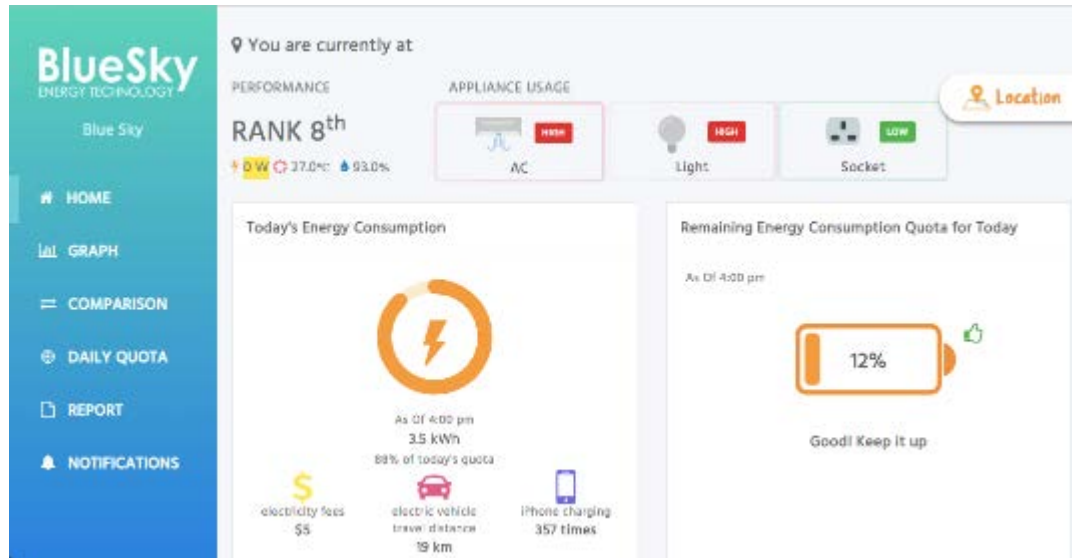 BlueSky
ENERGY TECHNOLOGY
Blue Sky
HOME
GRAPH
COMPARISON
DAILY QUOTA
REPORT
NOTIFICATIONS
You are currently at
PERFORMANCE
RANK 8th
0 W 27.0°C 93.0%
APPLIANCE USAGE
HIGH
AC
HIGH
Light
LOW
Socket
Location
Today's Energy Consumption
As Of 4:00 pm
3.5 kWh
88% of today's quota
electricity fees
$5
electric vehicle
travel distance
19 km
iPhone charging
357 times
Remaining Energy Consumption Quota for Today
As Of 4:00 pm
12%
Good! Keep it up